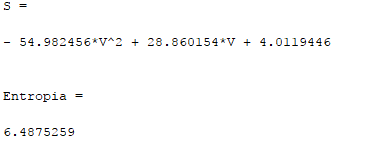 S =
- 54.982456*V^2 + 28.860154*V + 4.0119446
Entropia =
6.4875259